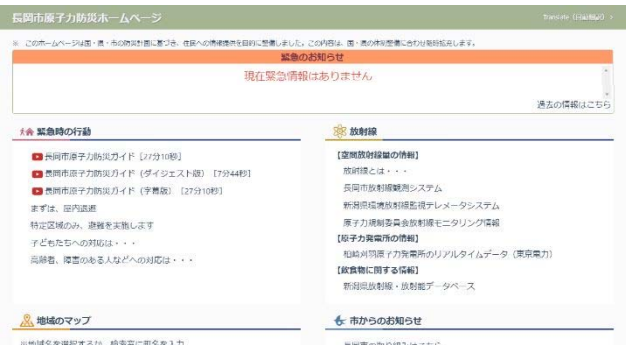 長岡市原子力防災ホームページ
Translate (自動翻訳)
※ このホームページは国・県・市の防災計画に基づき、住民への情報提供を目的に整備しました。この内容は、国・県の体制整備に合わせ随時拡充します。
緊急のお知らせ
現在緊急情報はありません
過去の情報はこちら
緊急時の行動
長岡市原子力防災ガイド［27分10秒］
長岡市原子力防災ガイド（ダイジェスト版）［7分44秒］
長岡市原子力防災ガイド（字幕版）［27分10秒］
まずは、屋内退避
特定区域のみ、避難を実施します
子どもたちへの対応は・・・
高齢者、障害のある人などへの対応は・・・
放射線
【空間放射線量の情報】
放射線とは・・・
長岡市放射線観測システム
新潟県環境放射線監視テレメータシステム
原子力規制委員会放射線モニタリング情報
【原子力発電所の情報】
柏崎刈羽原子力発電所のリアルタイムデータ（東京電力）
【飲食物に関する情報】
新潟県放射線・放射能データベース
地域のマップ
市からのお知らせ